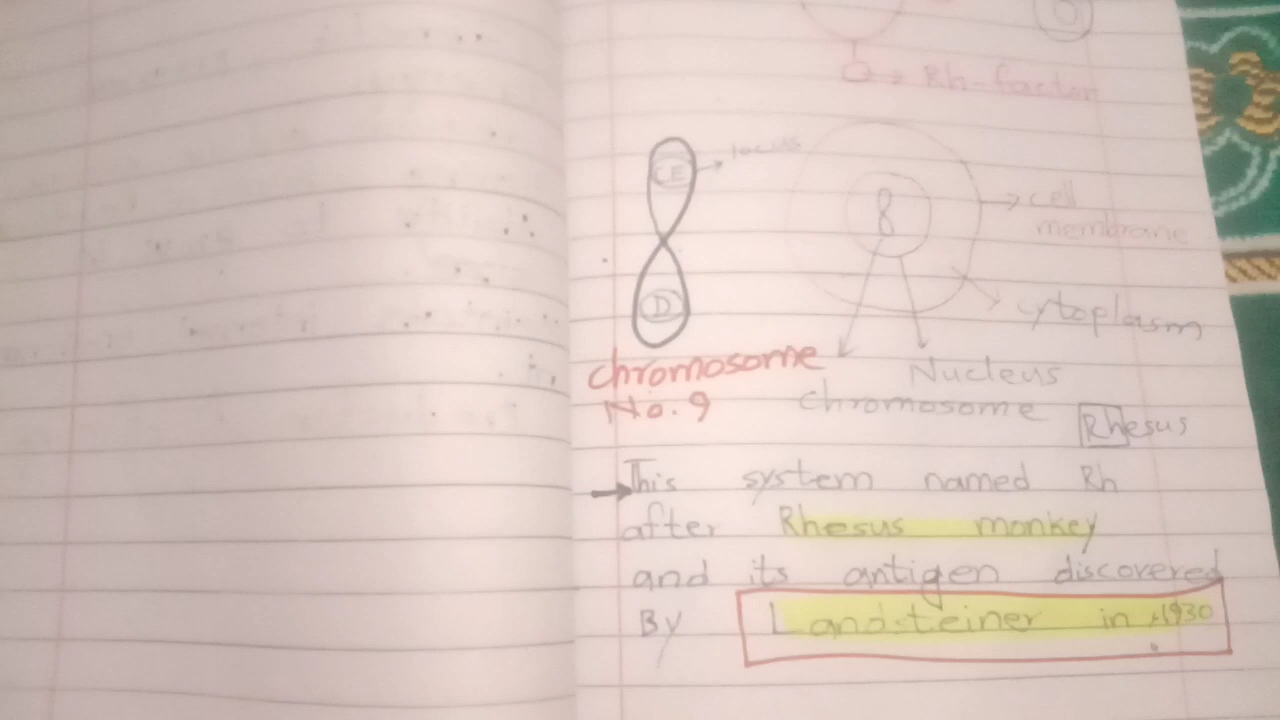 Rh-factor
locus
CE
cell
membrane
D
cytoplasm
chromosome
No. 9
Nucleus
chromosome
Rhesus
This system named Rh
after Rhesus monkey
and its antigen discovered
By Landsteiner in 1930